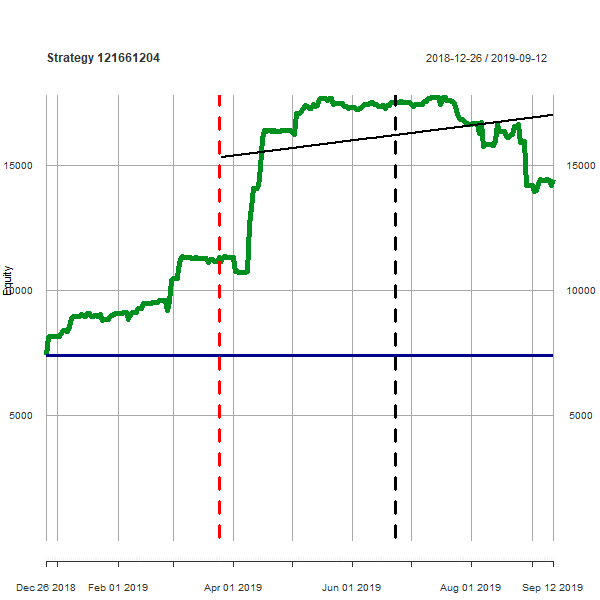 Strategy 121661204
2018-12-26 / 2019-09-12
15000
15000
Equity
10000
10000
5000
5000
Dec 26 2018
Feb 01 2019
Apr 01 2019
Jun 01 2019
Aug 01 2019
Sep 12 2019